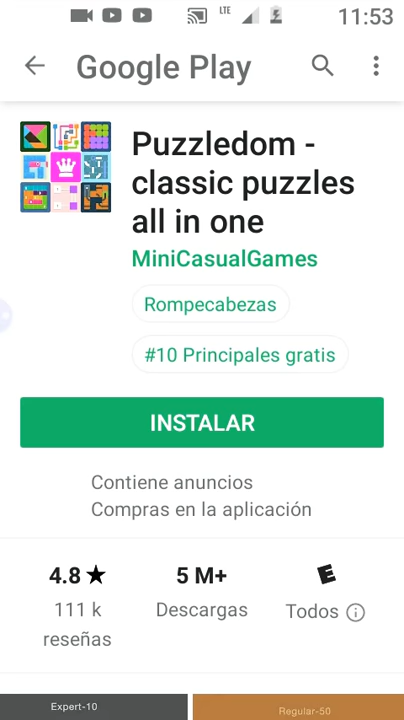 LTE 11:53
Google Play
Puzzledom -
classic puzzles
all in one
MiniCasualGames
Rompecabezas
#10 Principales gratis
INSTALAR
Contiene anuncios
Compras en la aplicación
4.8 ★ 5 M+ E
111 k Descargas Todos
reseñas
Expert-10 Regular-50